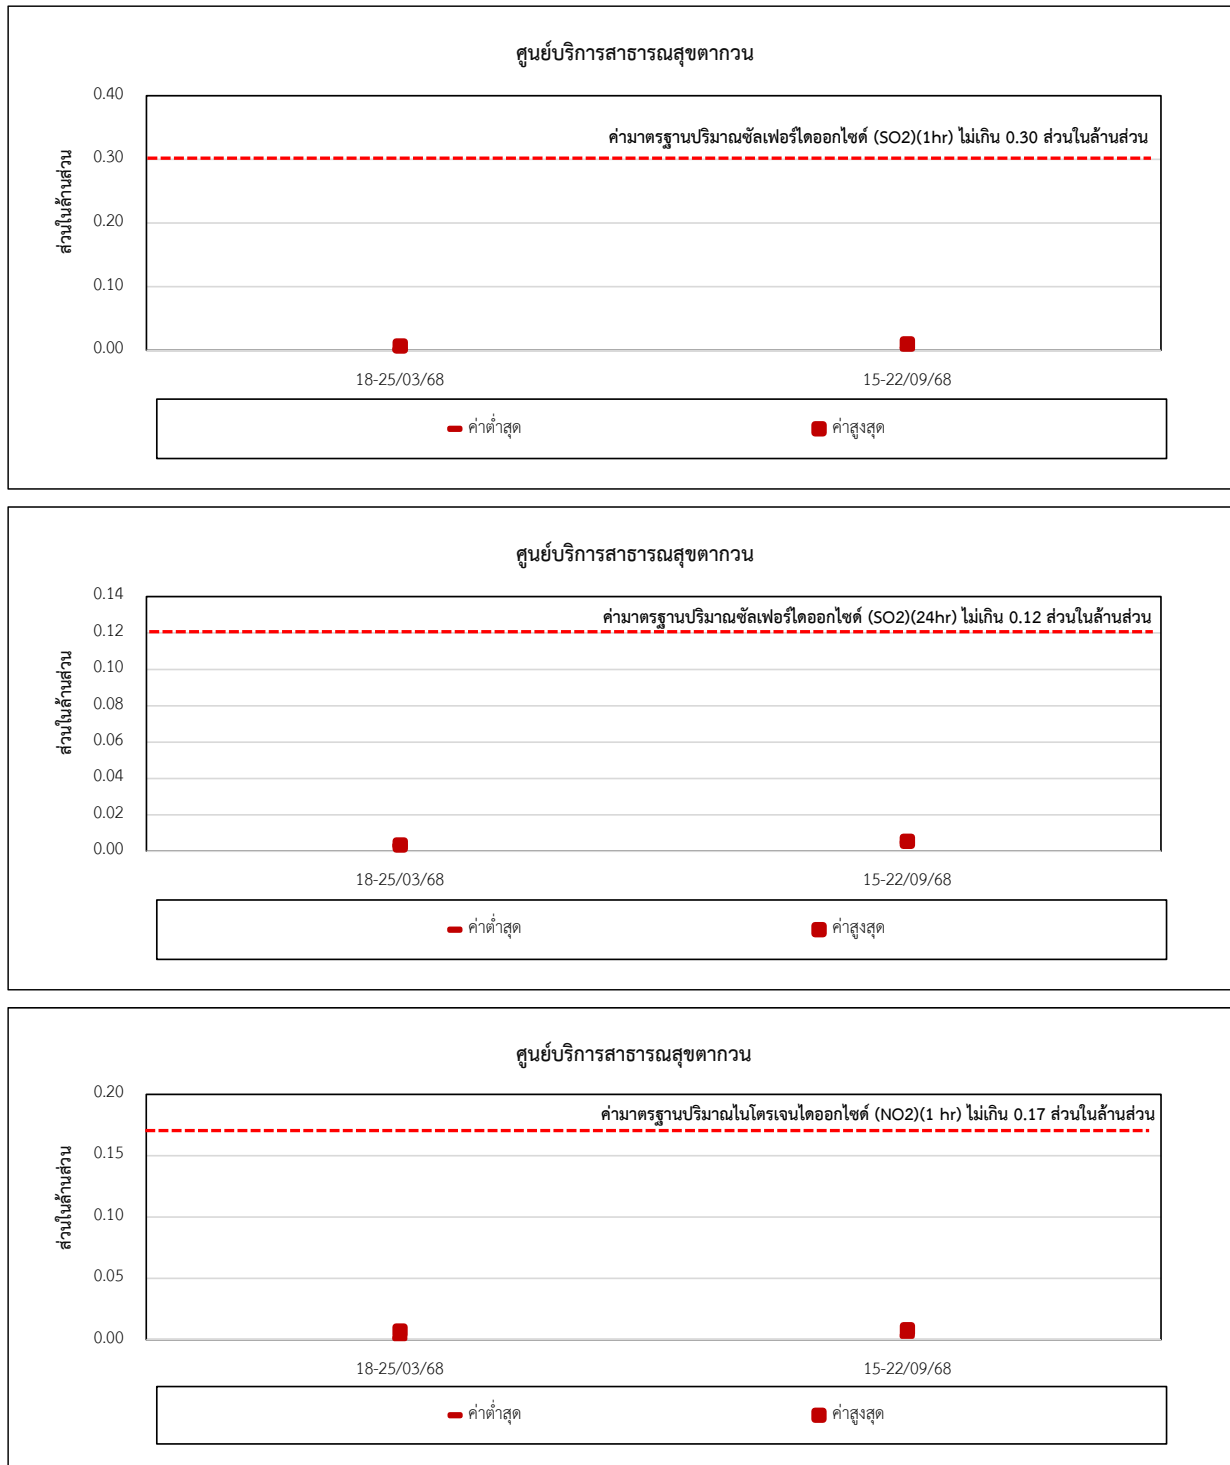 ศูนย์บริการสาธารณสุขตากวน
0.40
ค่ามาตรฐานปริมาณซัลเฟอร์ไดออกไซด์ (SO2)(1hr) ไม่เกิน 0.30 ส่วนในล้านส่วน
0.30
ส่วนในล้านส่วน
0.20
0.10
0.00
18-25/03/68 15-22/09/68
ค่าต่ำสุด ค่าสูงสุด
ศูนย์บริการสาธารณสุขตากวน
0.14
ค่ามาตรฐานปริมาณซัลเฟอร์ไดออกไซด์ (SO2)(24hr) ไม่เกิน 0.12 ส่วนในล้านส่วน
0.12
0.10
ส่วนในล้านส่วน
0.08
0.06
0.04
0.02
0.00
18-25/03/68 15-22/09/68
ค่าต่ำสุด ค่าสูงสุด
ศูนย์บริการสาธารณสุขตากวน
0.20
ค่ามาตรฐานปริมาณไนโตรเจนไดออกไซด์ (NO2)(1 hr) ไม่เกิน 0.17 ส่วนในล้านส่วน
0.15
ส่วนในล้านส่วน
0.10
0.05
0.00
18-25/03/68 15-22/09/68
ค่าต่ำสุด ค่าสูงสุด